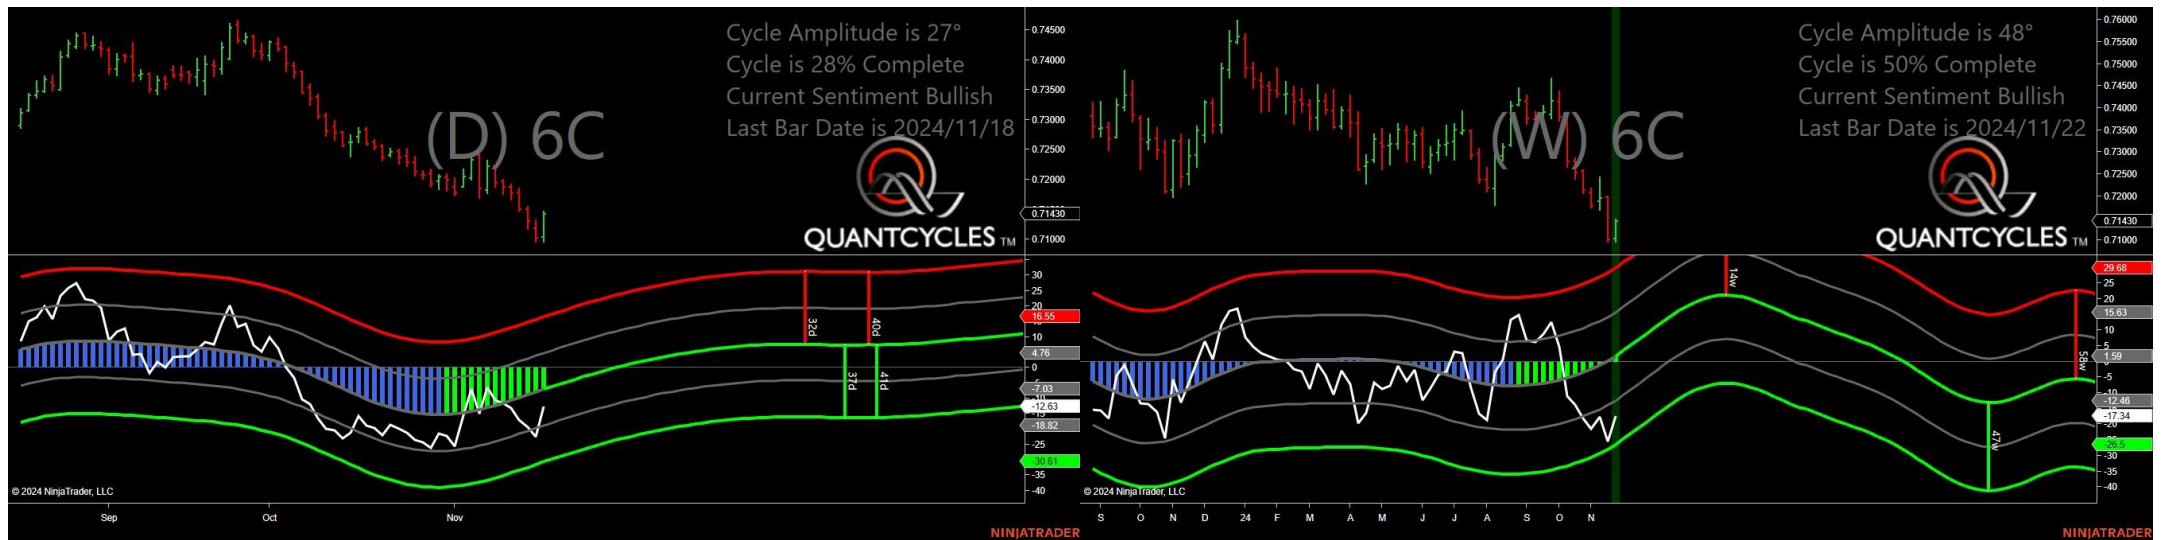 Cycle Amplitude is 27°
Cycle is 28% Complete
Current Sentiment Bullish
Last Bar Date is 2024/11/18
(D) 6C
QUANTCYCLES TM
0.74500
0.74000
0.73500
0.73000
0.72500
0.72000
0.71430
0.71000
30
25
20
16.55
10
4.76
0
-7.03
-12.63
-18.82
-25
-30.61
-35
-40
32d
40d
37d
41d
© 2024 NinjaTrader, LLC
Sep
Oct
Nov
NINJATRADER
Cycle Amplitude is 48°
Cycle is 50% Complete
Current Sentiment Bullish
Last Bar Date is 2024/11/22
(W) 6C
QUANTCYCLES TM
0.76000
0.75500
0.75000
0.74500
0.74000
0.73500
0.73000
0.72500
0.72000
0.71430
0.71000
29.68
25
20
15.63
10
5
1.59
-5
-12.46
-17.34
-20
-26.5
-30
-35
-40
14w
58w
47w
© 2024 NinjaTrader, LLC
S
O
N
D
24
F
M
A
M
J
J
A
S
O
N
NINJATRADER